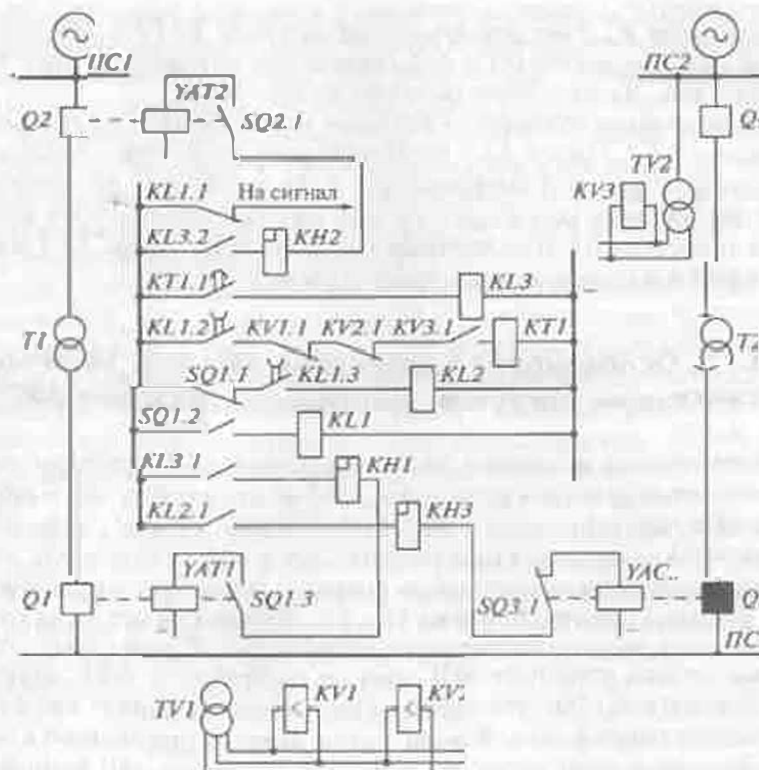 ПС1
ПС2
Q2
YAT2
SQ2.1
Q
TV2
KV3
KL1.1
На сигнал
KL3.2
KH2
KT1.1
KL3
KL1.2
KV1.1
KV2.1
KV3.1
KT1
T1
SQ1.1
KL1.3
KL2
SQ1.2
KL1
KL3.1
KH1
KL2.1
KH3
YAT1
Q1
SQ1.3
SQ3.1
YAC..
Q
ПС
TV1
KV1